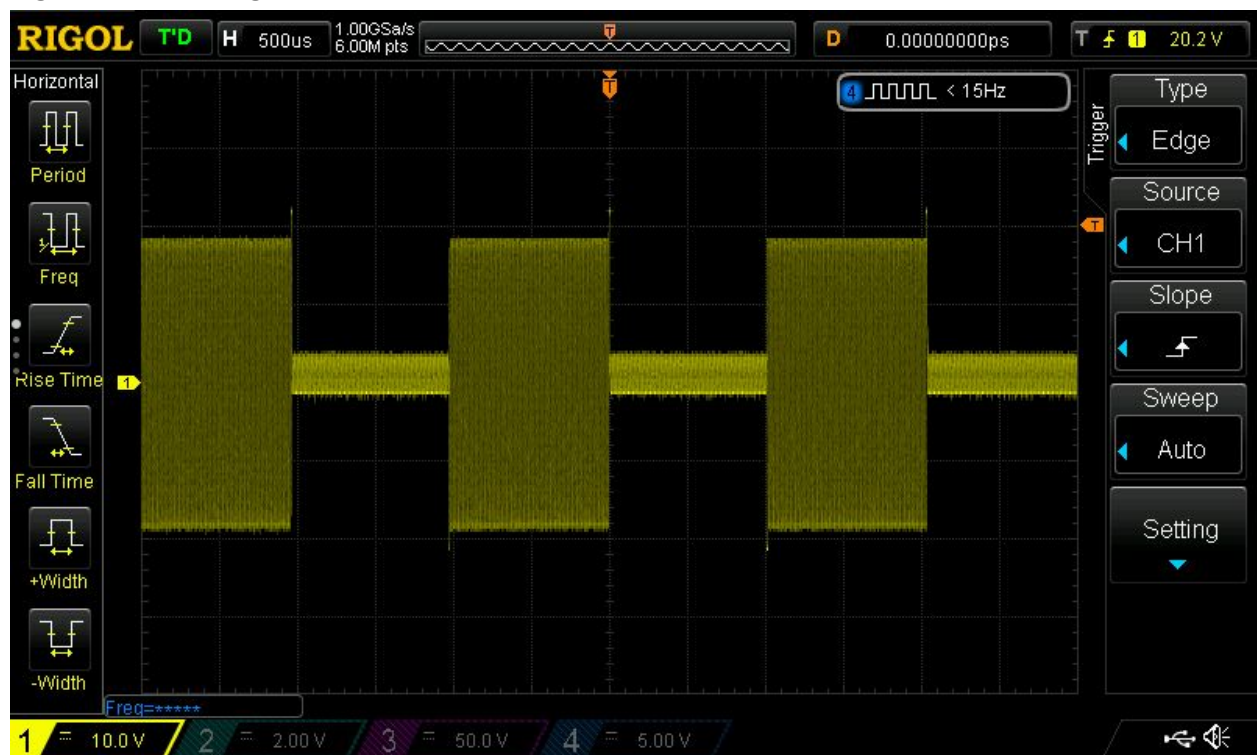 RIGOL T'D H 500us 1.00GSa/s 6.00M pts D 0.00000000ps T 1 20.2 V
T
Horizontal
Period
Freq
Rise Time
Fall Time
+Width
-Width
T
4 < 15Hz
1
T
Trigger
Type
Edge
Source
CH1
Slope
Sweep
Auto
Setting
Freq=*****
1 = 10.0 V 2 = 2.00 V 3 = 50.0 V 4 = 5.00 V